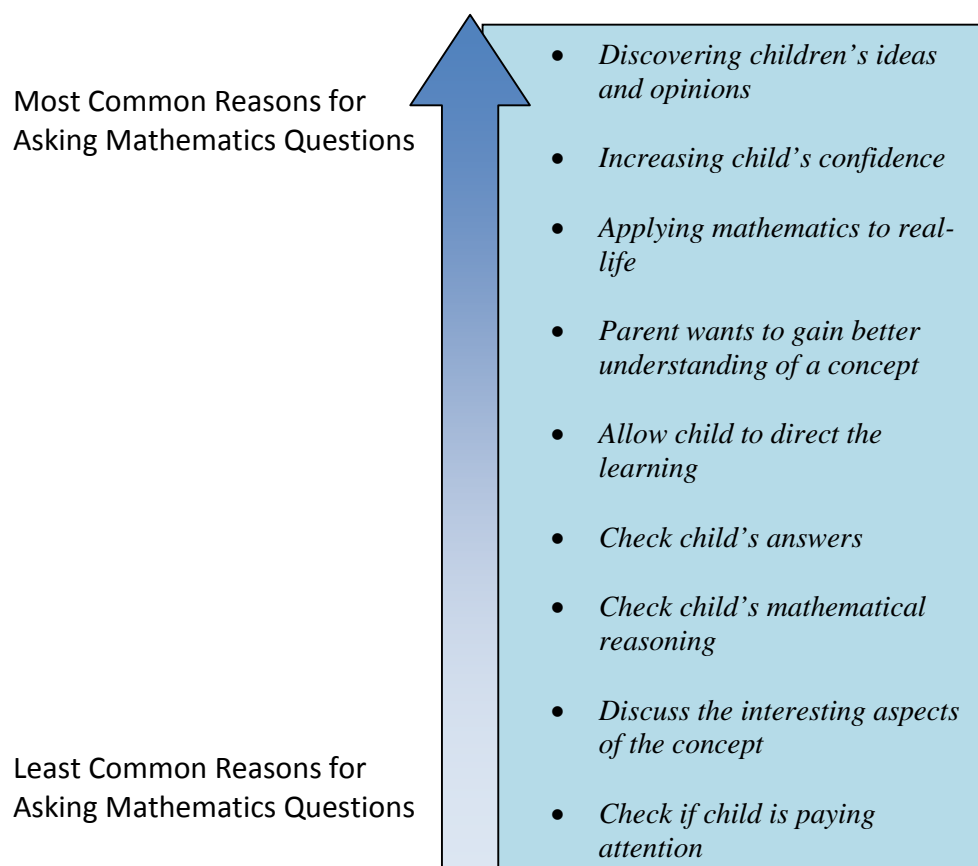 Most Common Reasons for
Asking Mathematics Questions
• Discovering children’s ideas
and opinions
• Increasing child’s confidence
• Applying mathematics to real-
life
• Parent wants to gain better
understanding of a concept
• Allow child to direct the
learning
• Check child’s answers
• Check child’s mathematical
reasoning
• Discuss the interesting aspects
of the concept
Least Common Reasons for
Asking Mathematics Questions
• Check if child is paying
attention